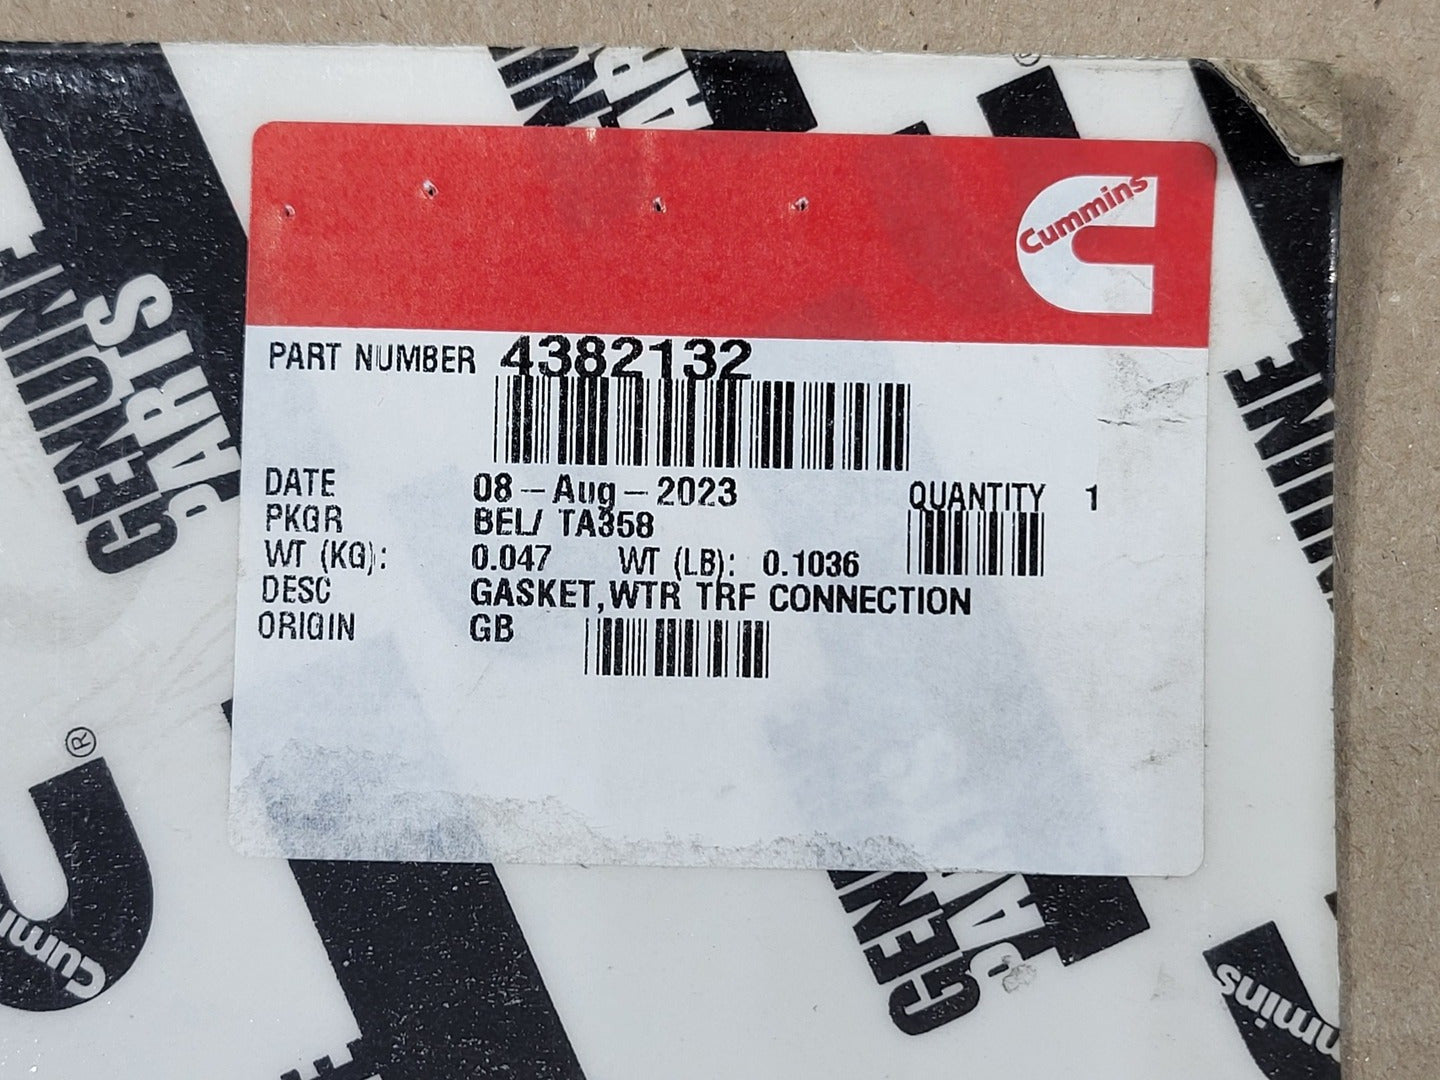 Cummins
PART NUMBER 4382132
DATE 08-Aug-2023 QUANTITY 1
PKGR BEL/ TA358
WT (KG): 0.047 WT (LB): 0.1036
DESC GASKET,WTR TRF CONNECTION
ORIGIN GB
GENUINE
PARTS
GENUINE
®
®
Cummins